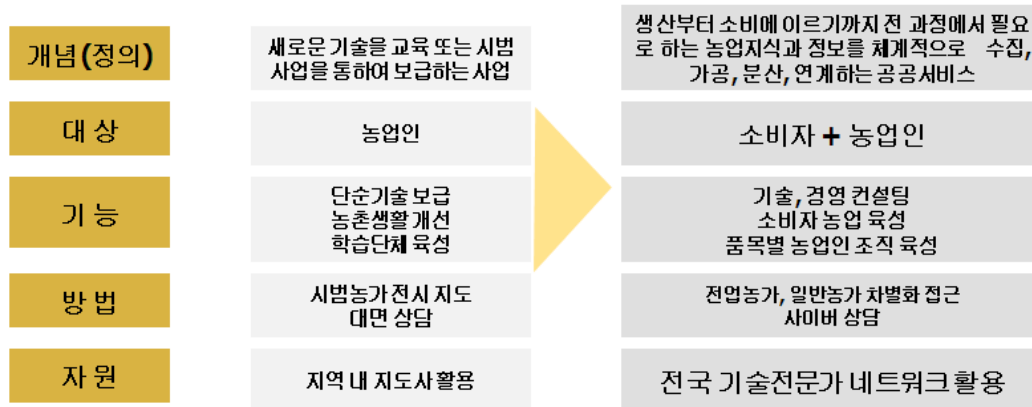 개념(정의)
새로운 기술을 교육 또는 시범
사업을 통하여 보급하는 사업
생산부터 소비에 이르기까지 전 과정에서 필요
로 하는 농업지식과 정보를 체계적으로 수집,
가공, 분산, 연계하는 공공서비스
대 상
농업인
소비자 + 농업인
기 능
단순기술 보급
농촌생활 개선
학습단체 육성
기술, 경영 컨설팅
소비자 농업 육성
품목별 농업인 조직 육성
방 법
시범농가 전시 지도
대면 상담
전업농가, 일반농가 차별화 접근
사이버 상담
자 원
지역 내 지도사 활용
전국 기술전문가 네트워크 활용